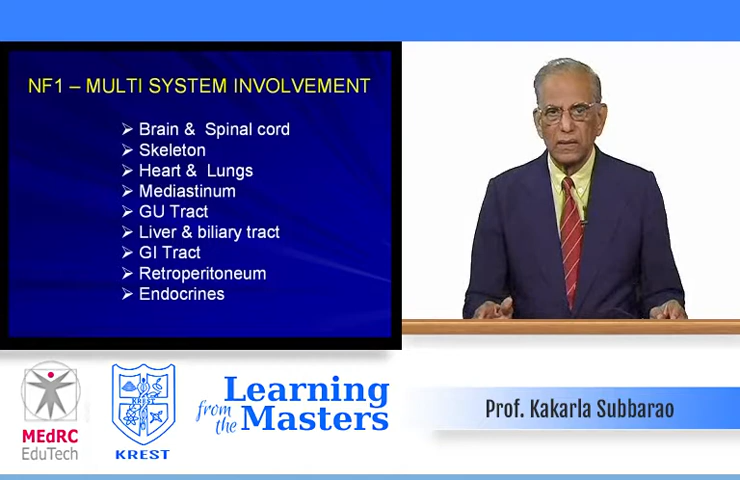 NF1 – MULTI SYSTEM INVOLVEMENT
➢ Brain & Spinal cord
➢ Skeleton
➢ Heart & Lungs
➢ Mediastinum
➢ GU Tract
➢ Liver & biliary tract
➢ GI Tract
➢ Retroperitoneum
➢ Endocrines
MEdRC
EduTech
KREST
KREST
Learning
from the Masters
Prof. Kakarla Subbarao